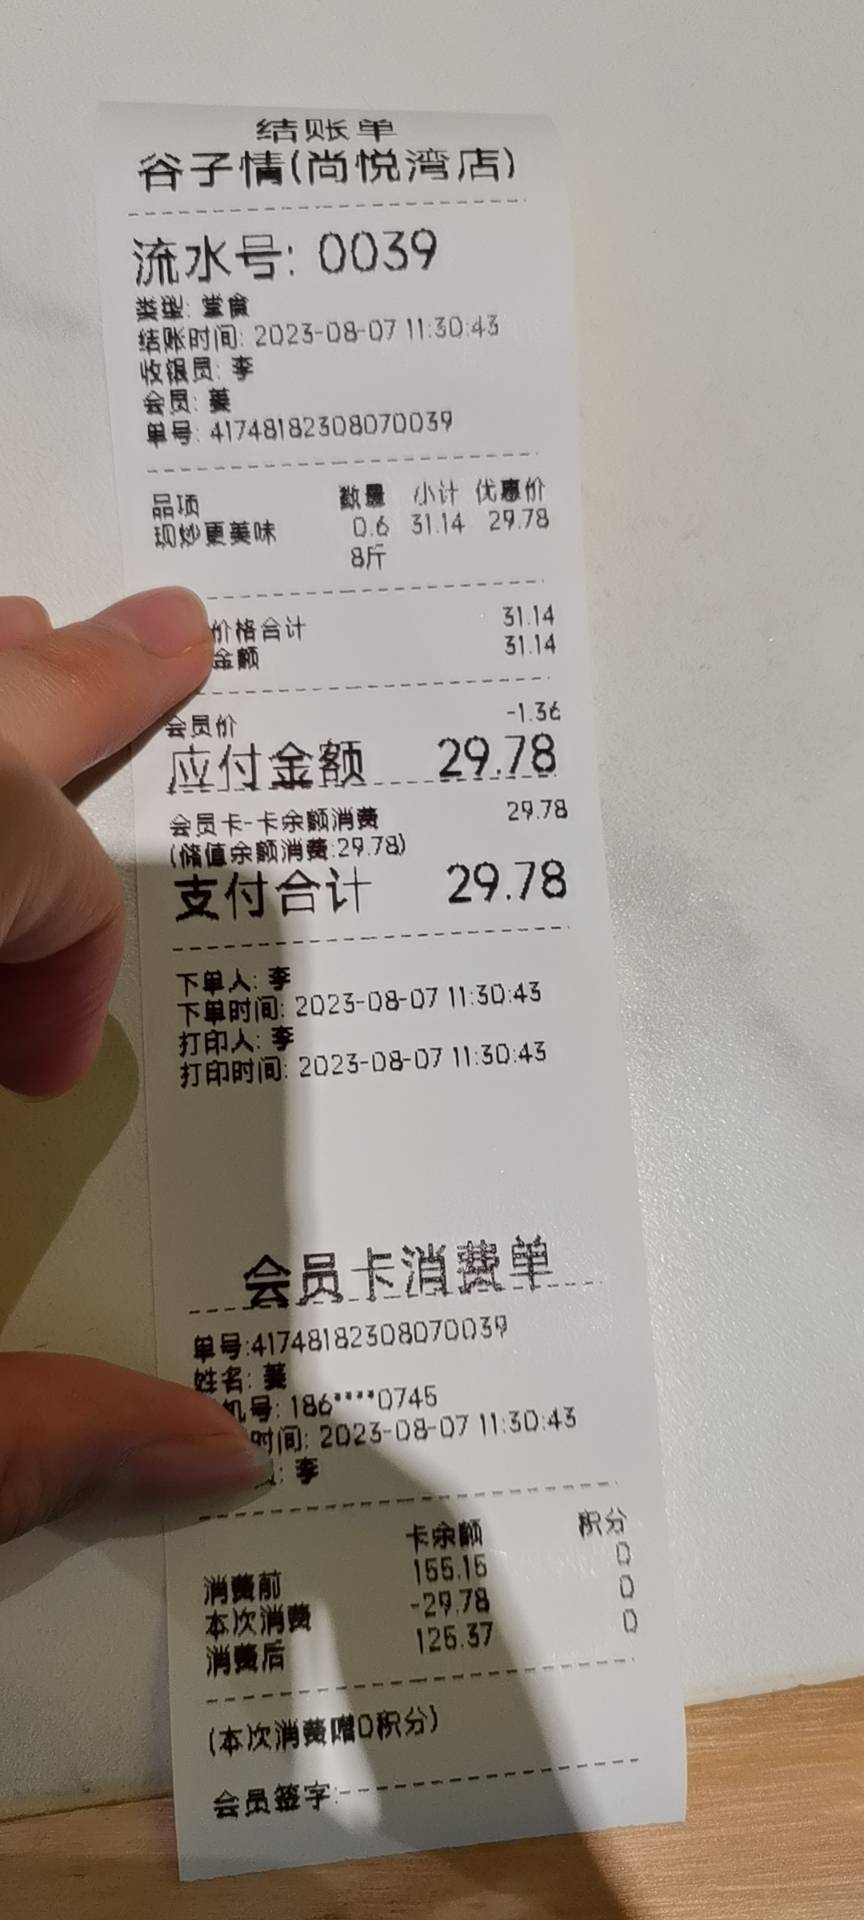 结账单
谷子情(尚悦湾店)
流水号: 0039
类型: 堂食
结账时间: 2023-08-07 11:30:43
收银员: 李
会员: 姜
单号: 41748182308070039
品项 数量 小计 优惠价
现炒更美味 0.6 31.14 29.78
8斤
价格合计 31.14
金额 31.14
会员价 -1.36
应付金额 29.78
会员卡-卡余额消费 29.78
(储值余额消费:29.78)
支付合计 29.78
下单人: 李
下单时间: 2023-08-07 11:30:43
打印人: 李
打印时间: 2023-08-07 11:30:43
会员卡消费单
单号:41748182308070039
姓名: 姜
机号: 186****0745
时间: 2023-08-07 11:30:43
员: 李
卡余额 积分
消费前 155.15 0
本次消费 -29.78 0
消费后 125.37 0
(本次消费赠0积分)
会员签字: